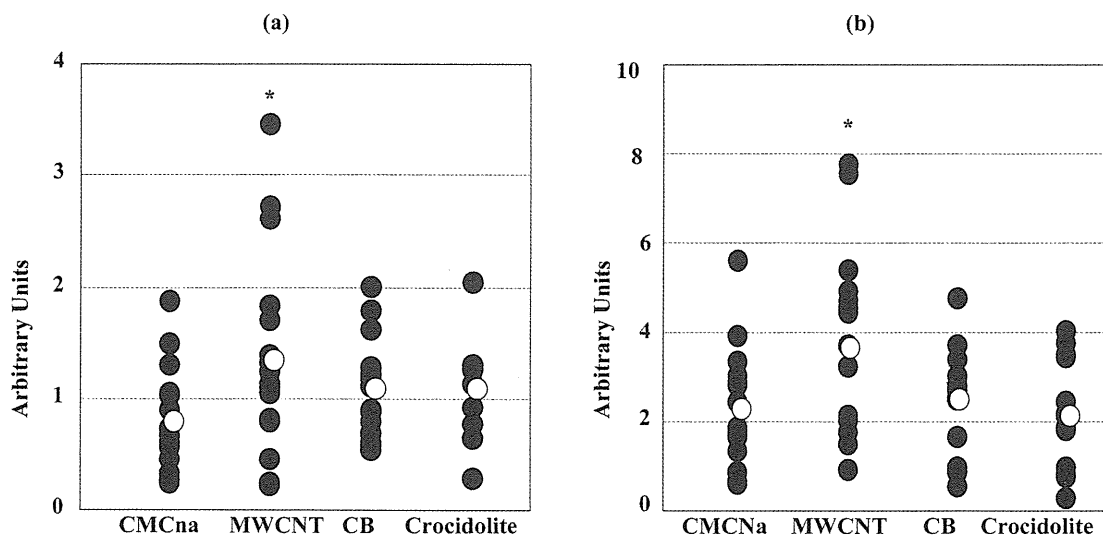 (a)
4
3
2
1
0
Arbitrary Units
*
CMCna MWCNT CB Crocidolite
(b)
10
8
6
4
2
0
Arbitrary Units
*
CMCNa MWCNT CB Crocidolite